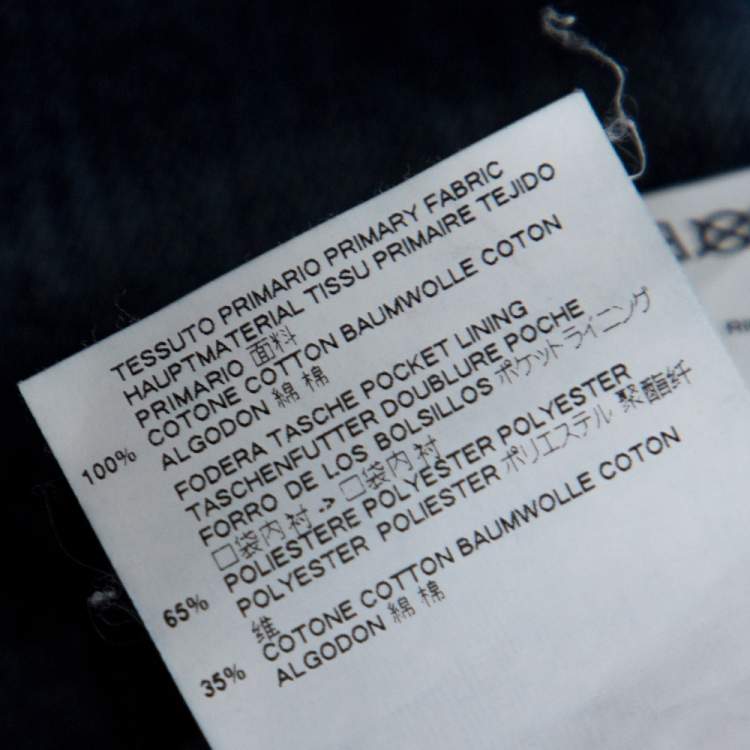 TESSUTO PRIMARIO PRIMARY FABRIC
HAUPTMATERIAL TISSU PRIMAIRE TEJIDO
PRIMARIO 面料
100% COTONE COTTON BAUMWOLLE COTON
ALGODON 綿 棉
FODERA TASCHE POCKET LINING
TASCHENFUTTER DOUBLURE POCHE
FORRO DE LOS BOLSILLOS ポケットライニング
口袋内衬 -> 口袋内衬
65% POLIESTERE POLYESTER POLYESTER
POLYESTER POLIESTER ポリエステル 聚酯纤
维
35% COTONE COTTON BAUMWOLLE COTON
ALGODON 綿 棉